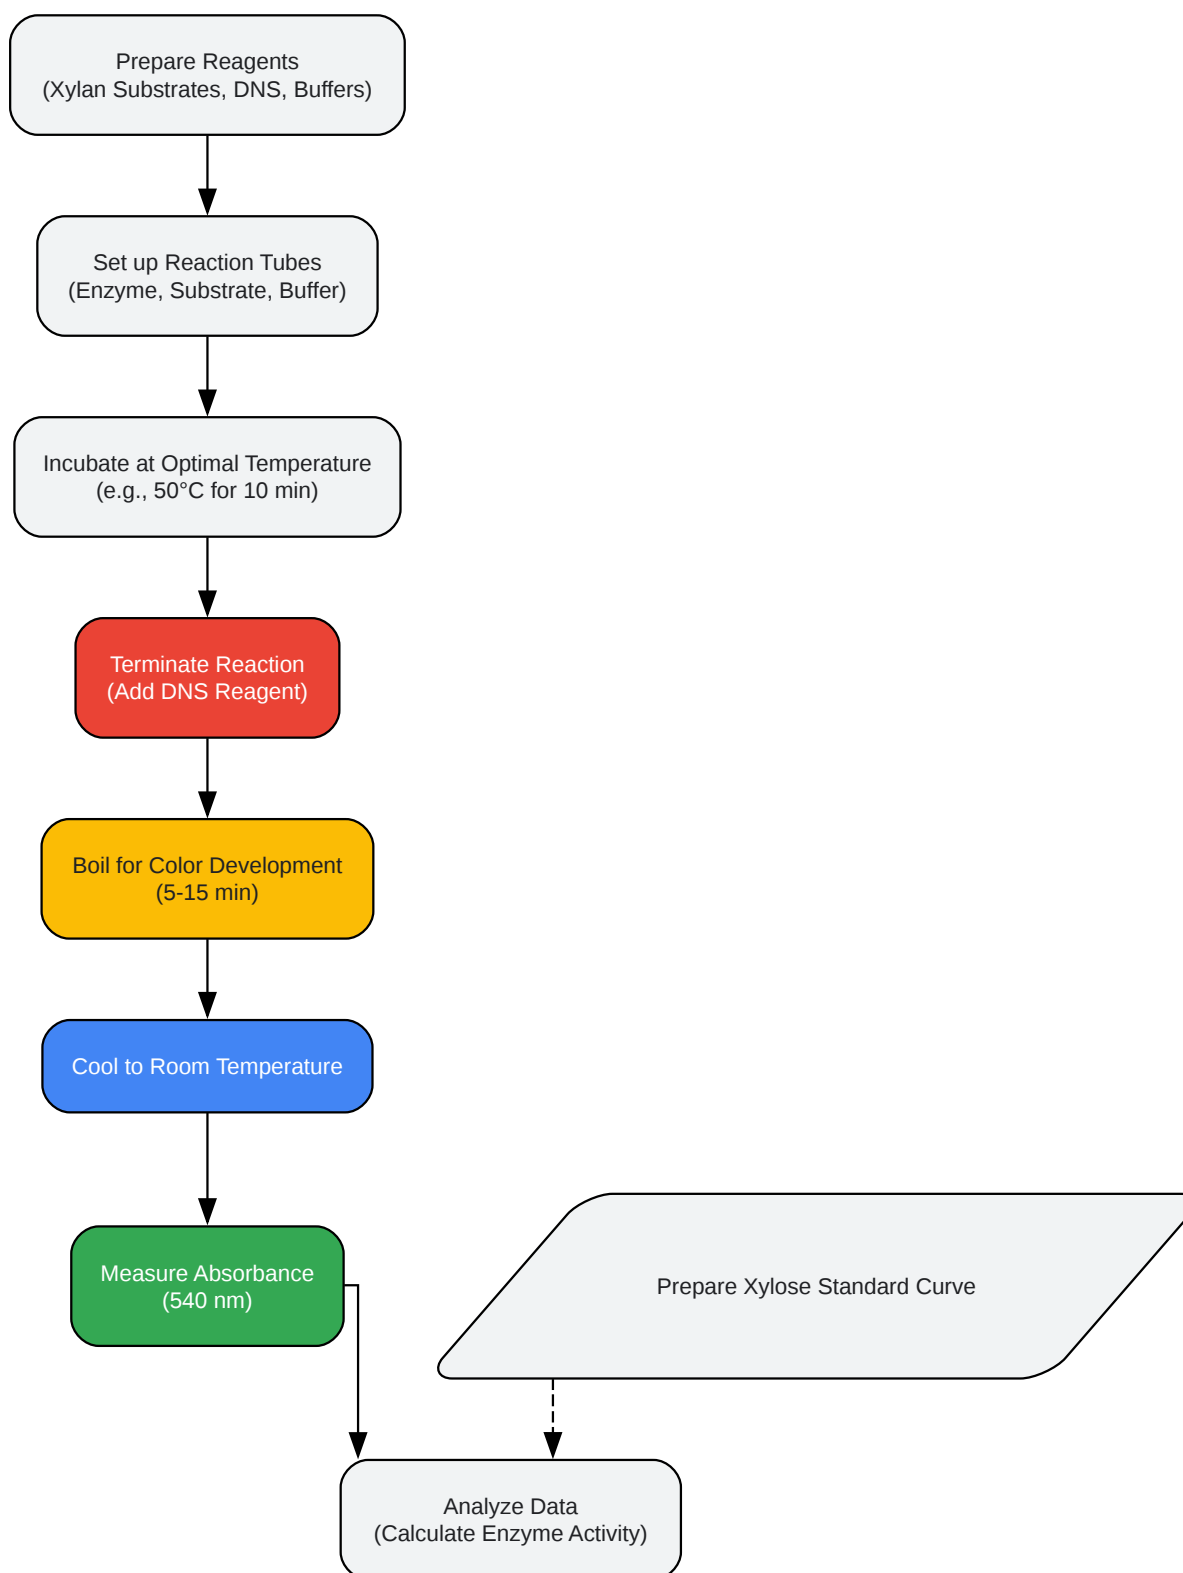 Prepare Reagents
(Xylan Substrates, DNS, Buffers)
Set up Reaction Tubes
(Enzyme, Substrate, Buffer)
Incubate at Optimal Temperature
(e.g., 50°C for 10 min)
Terminate Reaction
(Add DNS Reagent)
Boil for Color Development
(5-15 min)
Cool to Room Temperature
Measure Absorbance
(540 nm)
Prepare Xylose Standard Curve
Analyze Data
(Calculate Enzyme Activity)